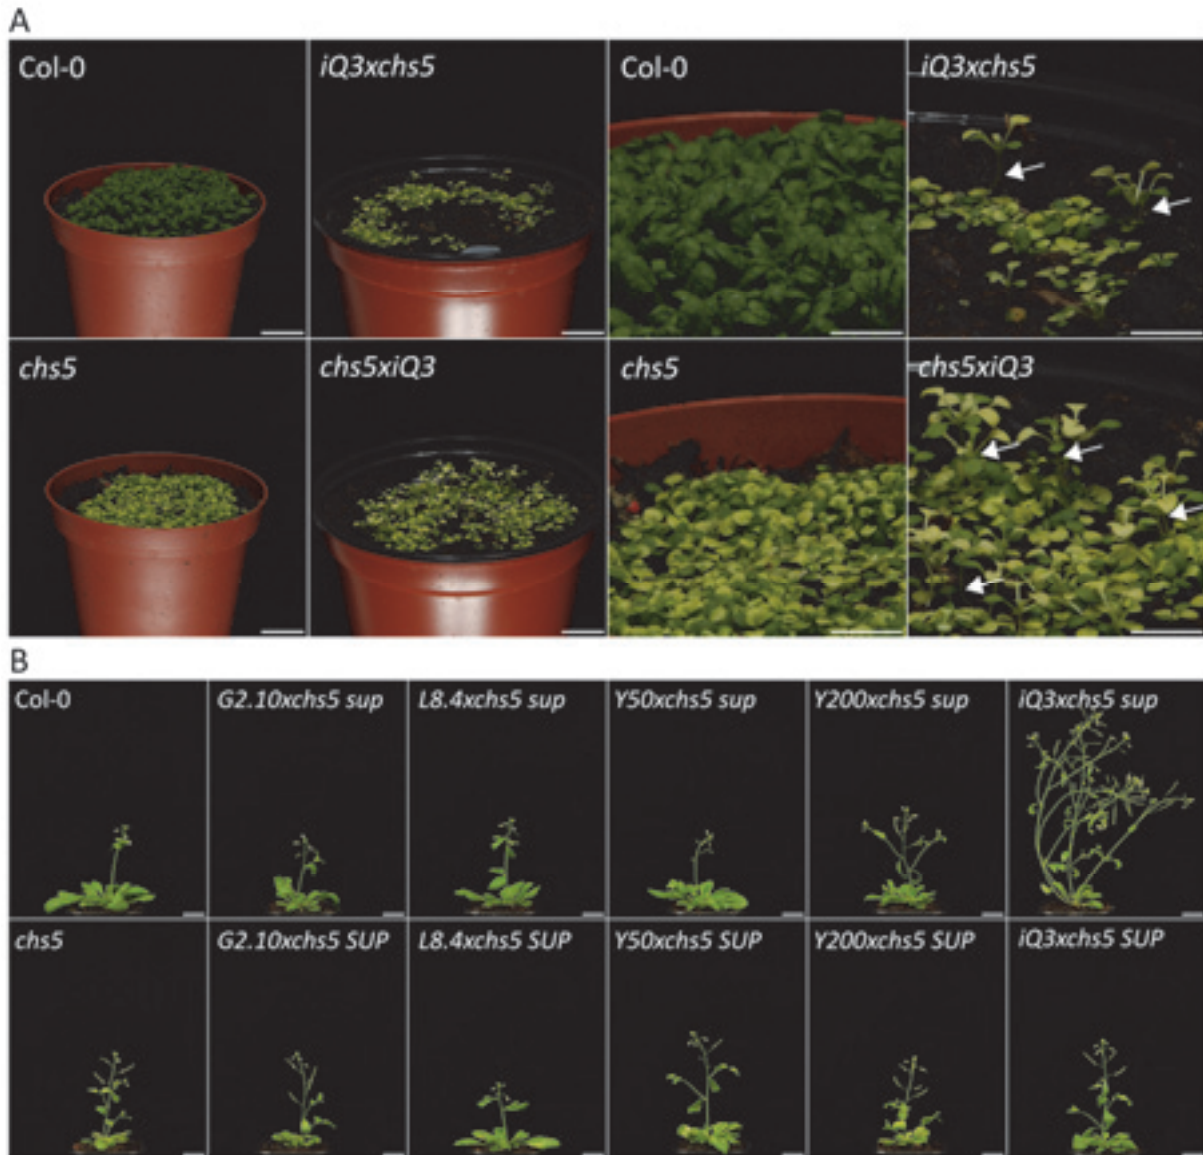 A
Col-0 iQ3xchs5 Col-0 iQ3xchs5
chs5 chs5xiQ3 chs5 chs5xiQ3
B
Col-0 G2.10xchs5 sup L8.4xchs5 sup Y50xchs5 sup Y200xchs5 sup iQ3xchs5 sup
chs5 G2.10xchs5 SUP L8.4xchs5 SUP Y50xchs5 SUP Y200xchs5 SUP iQ3xchs5 SUP